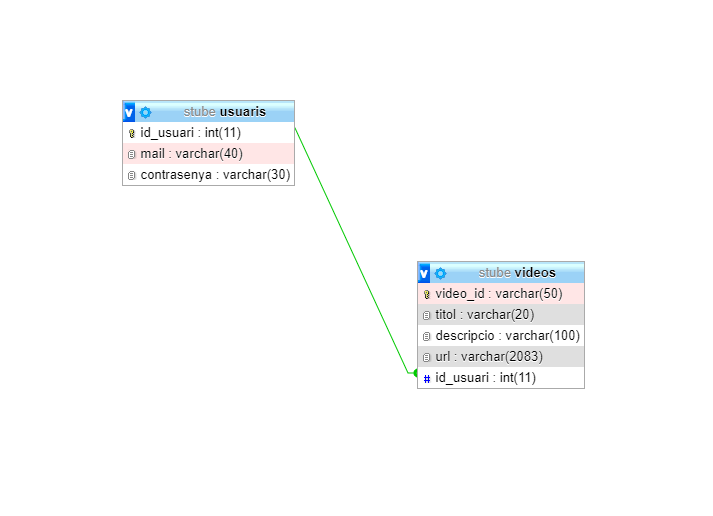 v stube usuaris
id_usuari : int(11)
mail : varchar(40)
contrasenya : varchar(30)
v stube videos
video_id : varchar(50)
titol : varchar(20)
descripcio : varchar(100)
url : varchar(2083)
# id_usuari : int(11)